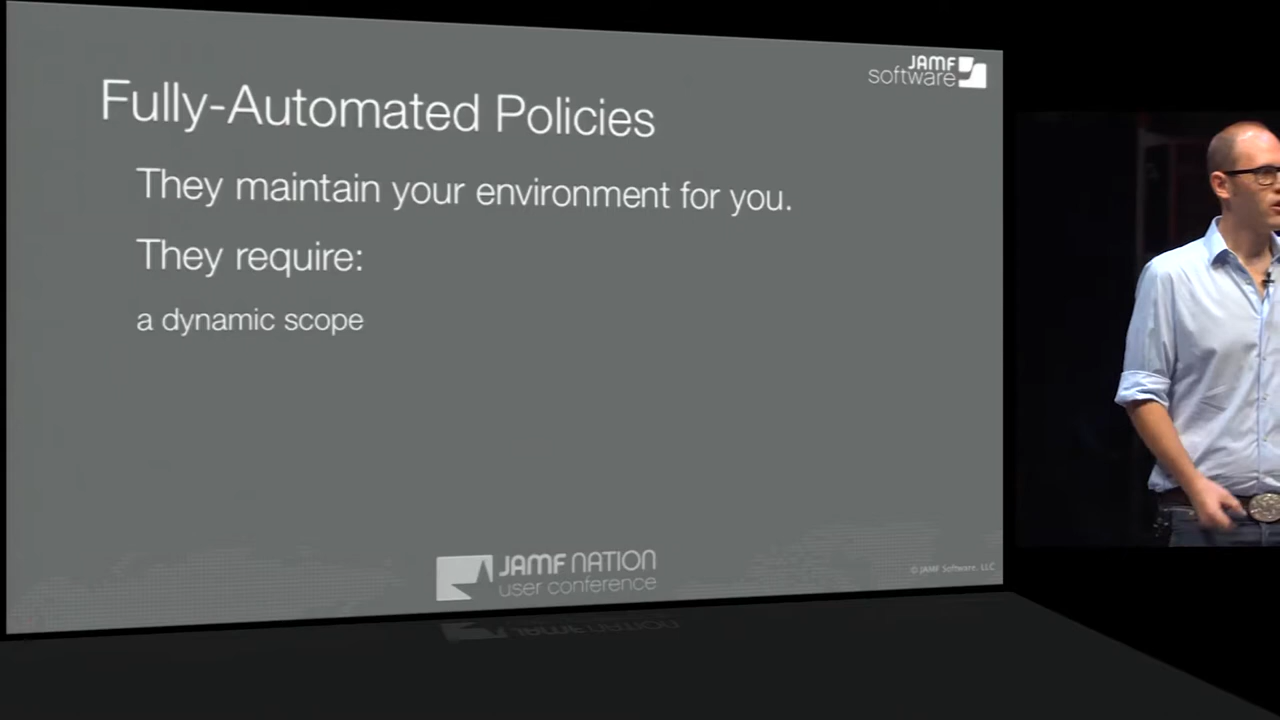 JAMF
software
Fully-Automated Policies
They maintain your environment for you.
They require:
a dynamic scope
JAMF NATION
user conference
© JAMF Software, LLC